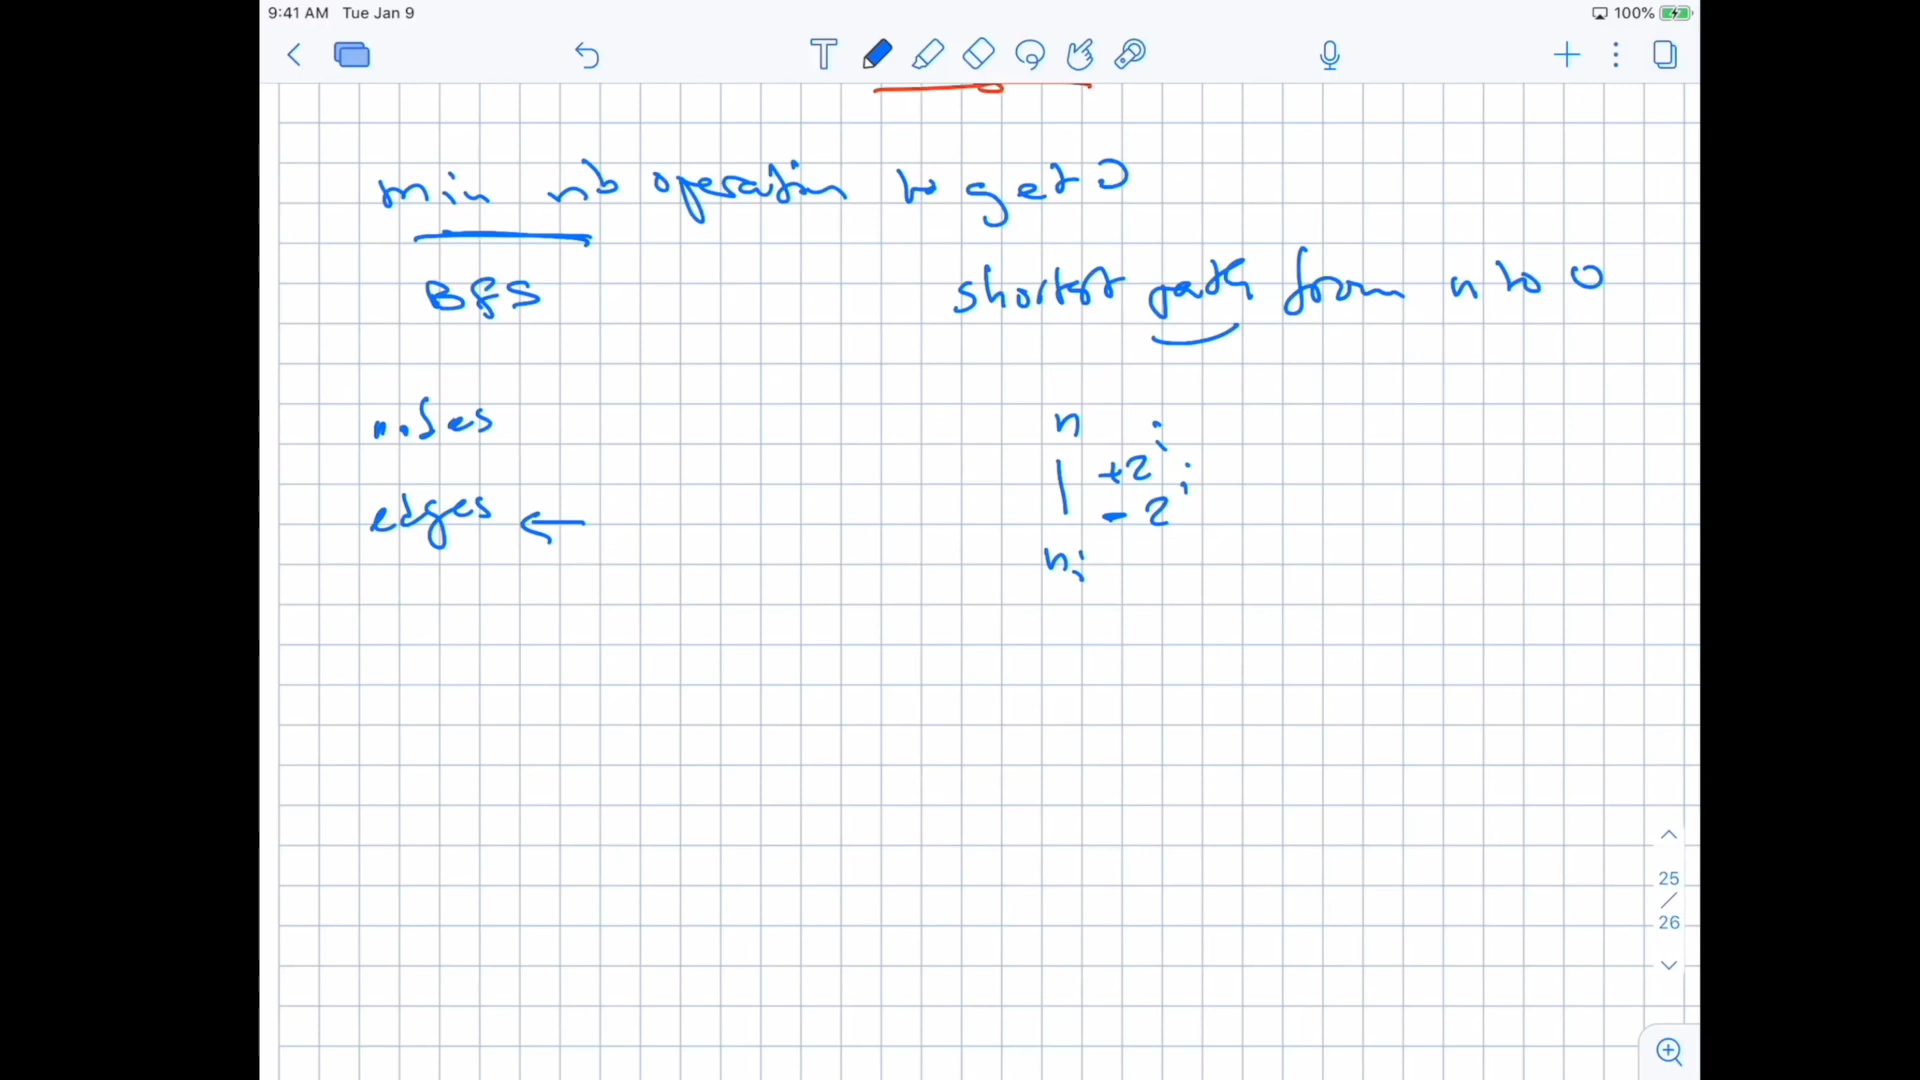 9:41 AM Tue Jan 9
100%
T
min nb operation to get 0
BFS
shortest path from n to 0
nodes
edges ←
n
+2^i
-2^i
n_i
25
/
26